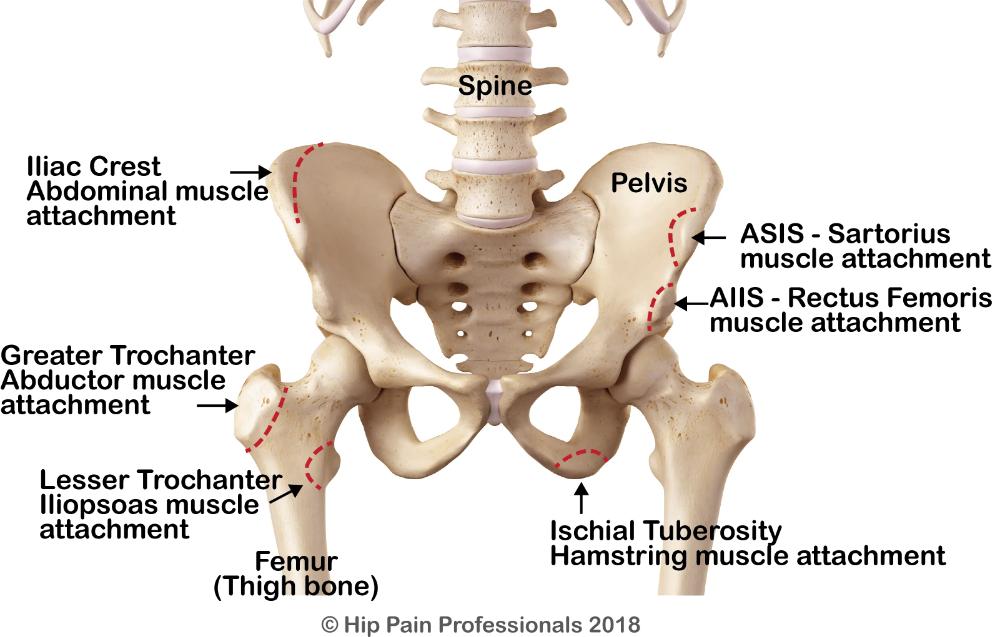 Spine
Iliac Crest
Abdominal muscle
attachment
Pelvis
ASIS - Sartorius
muscle attachment
AIIS - Rectus Femoris
muscle attachment
Greater Trochanter
Abductor muscle
attachment
Lesser Trochanter
Iliopsoas muscle
attachment
Ischial Tuberosity
Hamstring muscle attachment
Femur
(Thigh bone)
© Hip Pain Professionals 2018